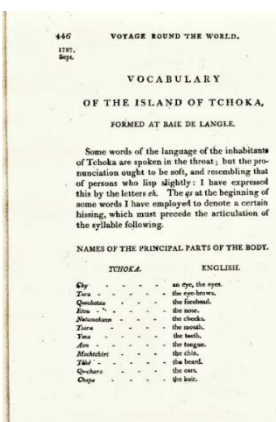 446 VOYAGE ROUND THE WORLD.
1787.
Sept.
VOCABULARY
OF THE ISLAND OF TCHOKA,
FORMED AT BAIE DE LANGLE.
Some words of the language of the inhabitants
of Tchoka are spoken in the throat; but the pro-
nunciation ought to be soft, and resembling that
of persons who lisp slightly: I have expressed
this by the letters ch. The qs at the beginning of
some words I have employed to denote a certain
hissing, which must precede the articulation of
the syllable following.
NAMES OF THE PRINCIPAL PARTS OF THE BODY.
TCHOKA. ENGLISH.
Chy - - - - an eye, the eyes.
Tara - - - - the eye-brows.
Quechetau - - - - the forehead.
Etou - - - - the nose.
Notamekann - - - the cheeks.
Tsara - - - - the mouth.
Yma - - - - the teeth.
Aon - - - - the tongue.
Mochtchiri - - - the chin.
- - - - the beard.
Qs-chara - - - - the ears.
Chapa - - - - the hair.